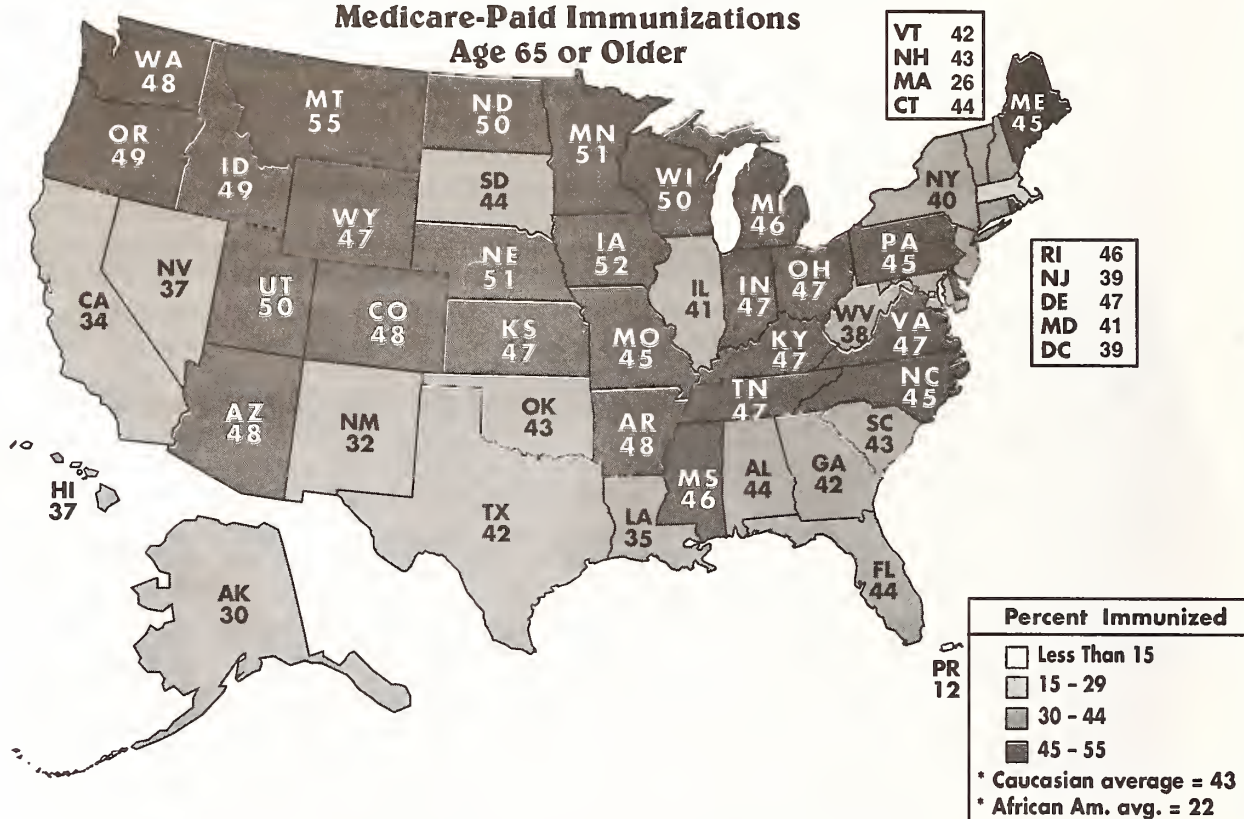 Medicare-Paid Immunizations
Age 65 or Older
VT 42
NH 43
MA 26
CT 44
WA
48
MT
55
ND
50
MN
51
ME
45
OR
49
ID
49
SD
44
WI
50
MI
46
NY
40
WY
47
IA
52
PA
45
NE
51
NV
37
UT
50
CA
34
CO
48
KS
47
MO
45
IL
41
IN
47
OH
47
WV
38
VA
47
KY
47
NC
45
TN
47
RI 46
NJ 39
DE 47
MD 41
DC 39
AZ
48
NM
32
OK
43
AR
48
SC
43
MS
46
AL
44
GA
42
HI
37
TX
42
LA
35
FL
44
AK
30
PR
12
Percent Immunized
Less Than 15
15 - 29
30 - 44
45 - 55
* Caucasian average = 43
* African Am. avg. = 22